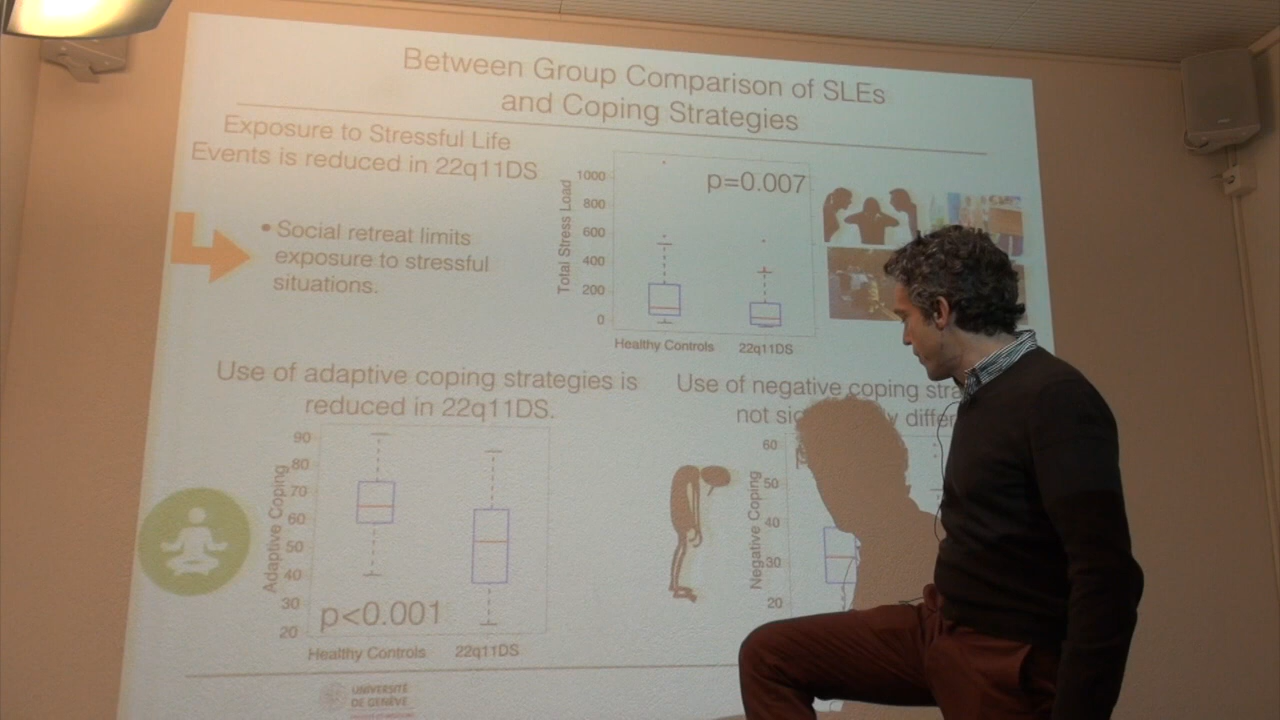 Between Group Comparison of SLEs
and Coping Strategies
Exposure to Stressful Life
Events is reduced in 22q11DS
• Social retreat limits
exposure to stressful
situations.
Total Stress Load
1000
800
600
400
200
0
p=0.007
Healthy Controls 22q11DS
Use of adaptive coping strategies is
reduced in 22q11DS.
Adaptive Coping
90
80
70
60
50
40
30
20
p<0.001
Healthy Controls 22q11DS
Use of negative coping
not
Negative Coping
60
50
40
30
20
UNIVERSITÉ
DE GENÈVE